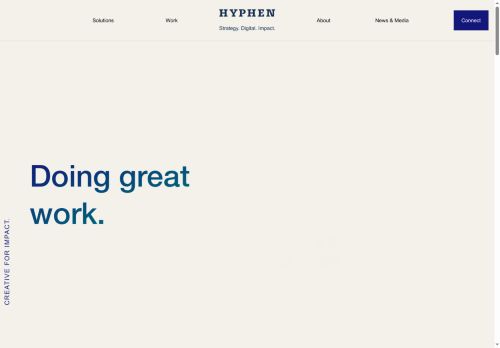 HYPHEN
Strategy. Digital. Impact.
Solutions
Work
About
News & Media
Connect
Doing great
work.
CREATIVE FOR IMPACT.